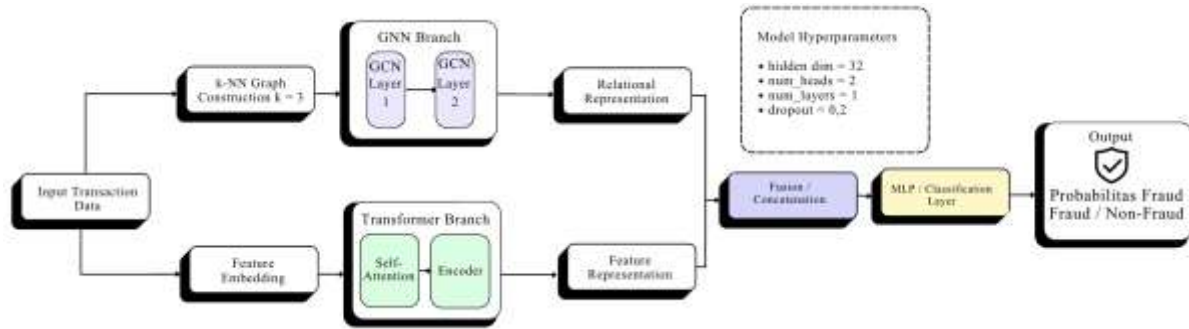 GNN Branch
GCN
Layer
1
GCN
Layer
2
k-NN Graph
Construction k = 3
Relational
Representation
Model Hyperparameters
• hidden dim = 32
• num_heads = 2
• num_layers = 1
• dropout = 0,2
Input Transaction
Data
Transformer Branch
Self-
Attention
Encoder
Feature
Embedding
Feature
Representation
Fusion /
Concatenation
MLP / Classification
Layer
Output
Probabilitas Fraud
Fraud / Non-Fraud